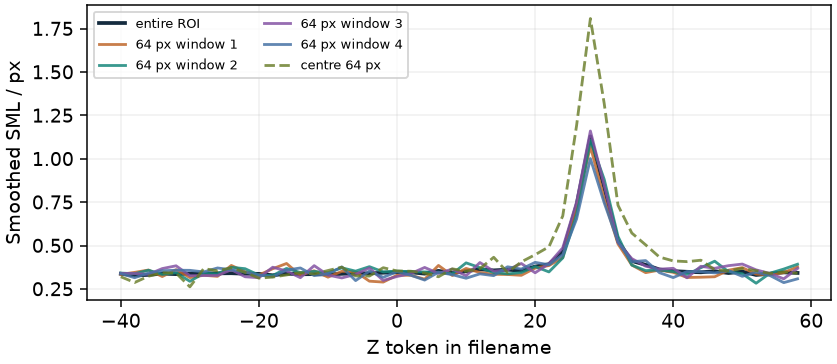 Smoothed SML / px
1.75
1.50
1.25
1.00
0.75
0.50
0.25
entire ROI
64 px window 1
64 px window 2
64 px window 3
64 px window 4
centre 64 px
−40
−20
0
20
40
60
Z token in filename